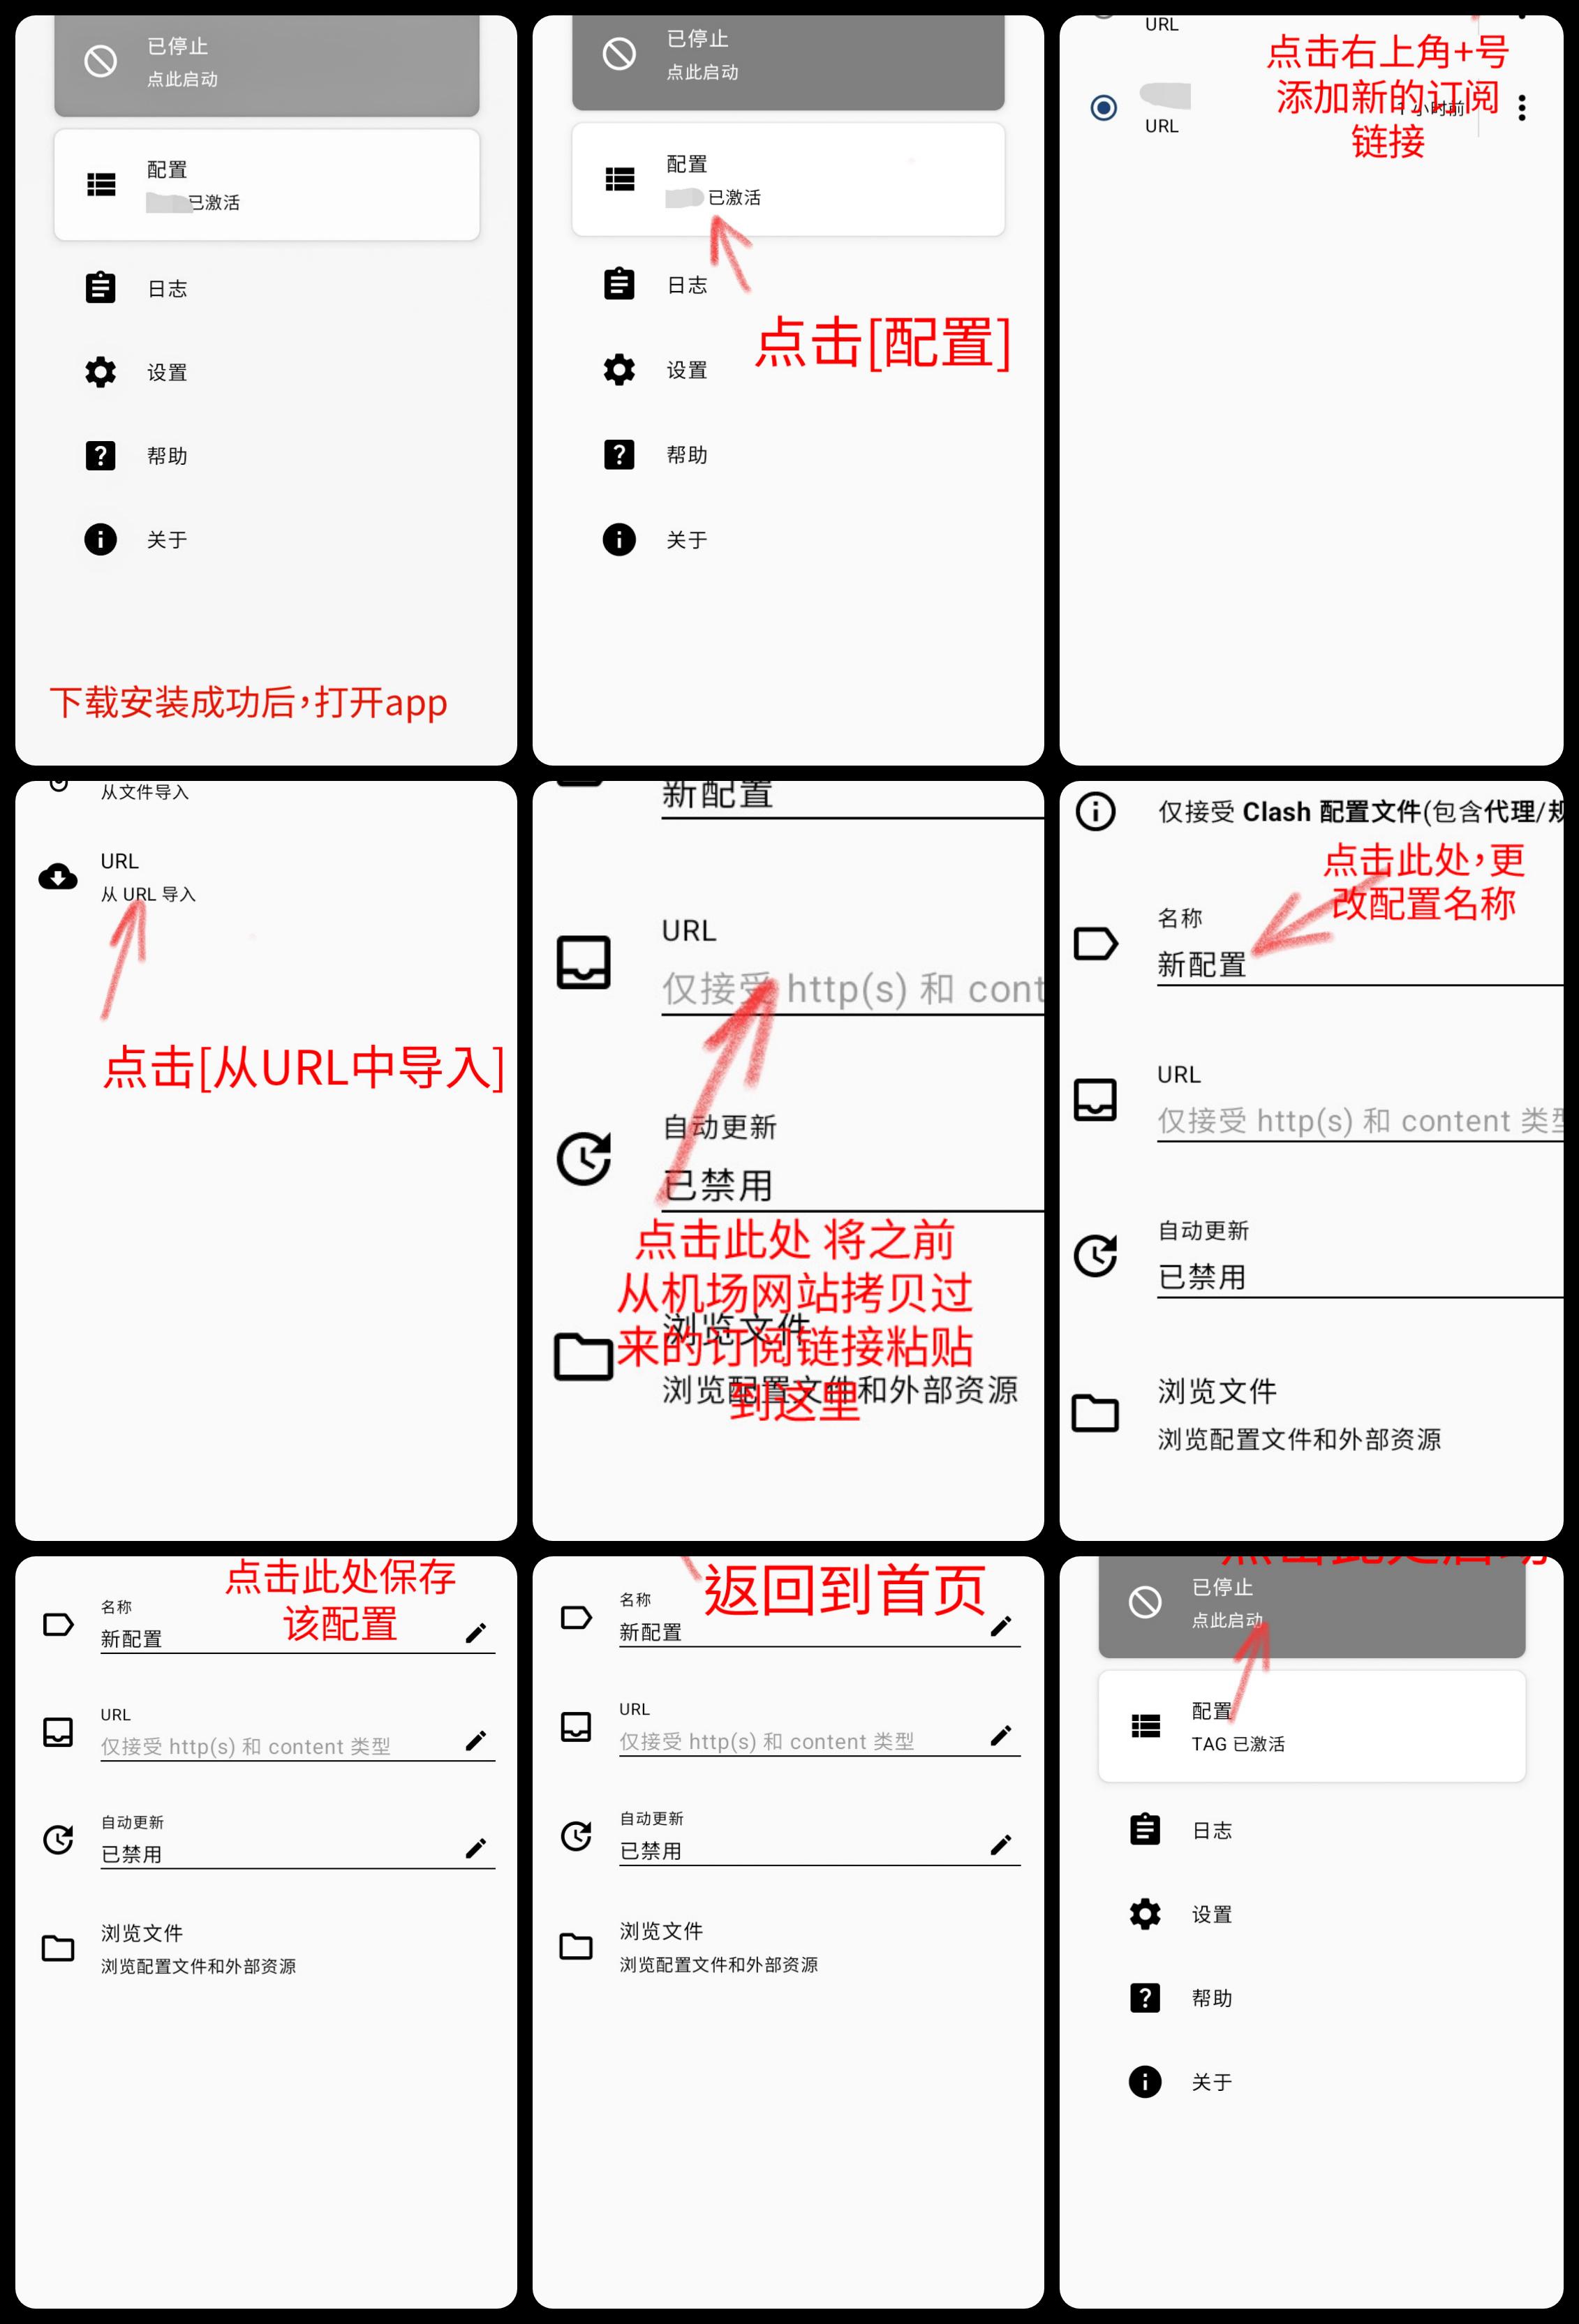 已停止
点此启动
配置
已激活
日志
设置
帮助
关于
下载安装成功后,打开app
已停止
点此启动
配置
已激活
日志
点击[配置]
设置
帮助
关于
URL
点击右上角+号
添加新的订阅
链接
1 小时前
URL
从文件导入
URL
从 URL 导入
点击[从URL中导入]
新配置
URL
仅接受 http(s) 和 cont
自动更新
已禁用
点击此处 将之前
从机场网站拷贝过
来的订阅链接粘贴
到这里
浏览文件
浏览配置文件和外部资源
仅接受 Clash 配置文件(包含代理/规
点击此处,更
改配置名称
名称
新配置
URL
仅接受 http(s) 和 content 类型
自动更新
已禁用
浏览文件
浏览配置文件和外部资源
点击此处保存
该配置
名称
新配置
URL
仅接受 http(s) 和 content 类型
自动更新
已禁用
浏览文件
浏览配置文件和外部资源
返回到首页
名称
新配置
URL
仅接受 http(s) 和 content 类型
自动更新
已禁用
浏览文件
浏览配置文件和外部资源
点击此处启动
已停止
点此启动
配置
TAG 已激活
日志
设置
帮助
关于